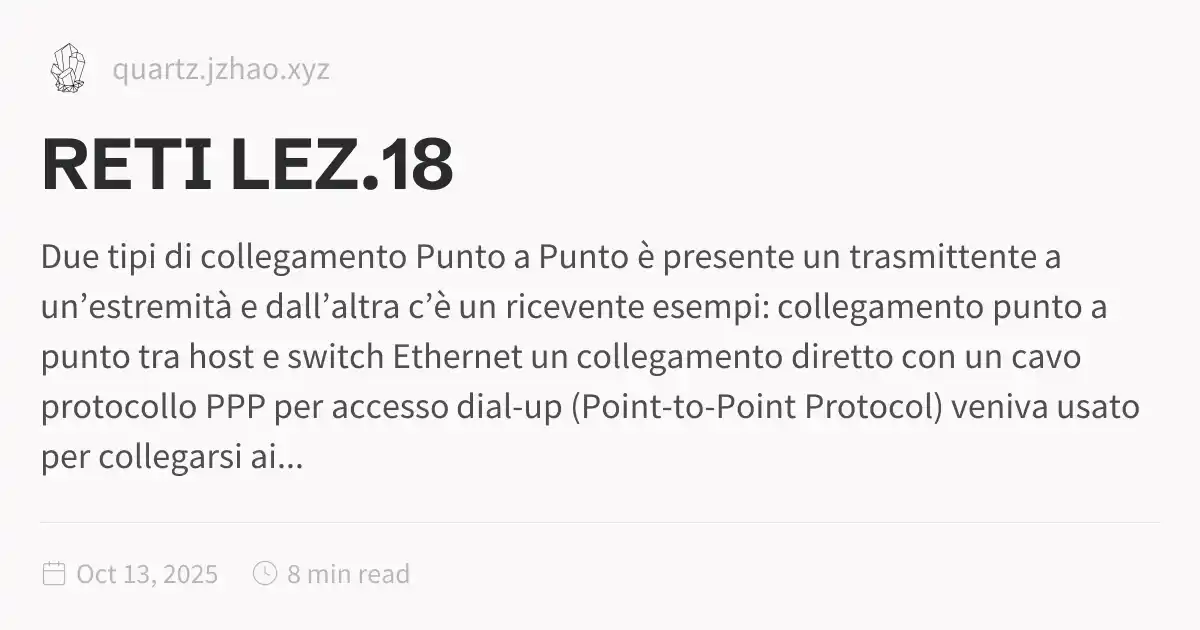 quartz.jzhao.xyz
RETI LEZ.18
Due tipi di collegamento Punto a Punto è presente un trasmittente a
un’estremità e dall’altra c’è un ricevente esempi: collegamento punto a
punto tra host e switch Ethernet un collegamento diretto con un cavo
protocollo PPP per accesso dial-up (Point-to-Point Protocol) veniva usato
per collegarsi ai...
Oct 13, 2025 8 min read